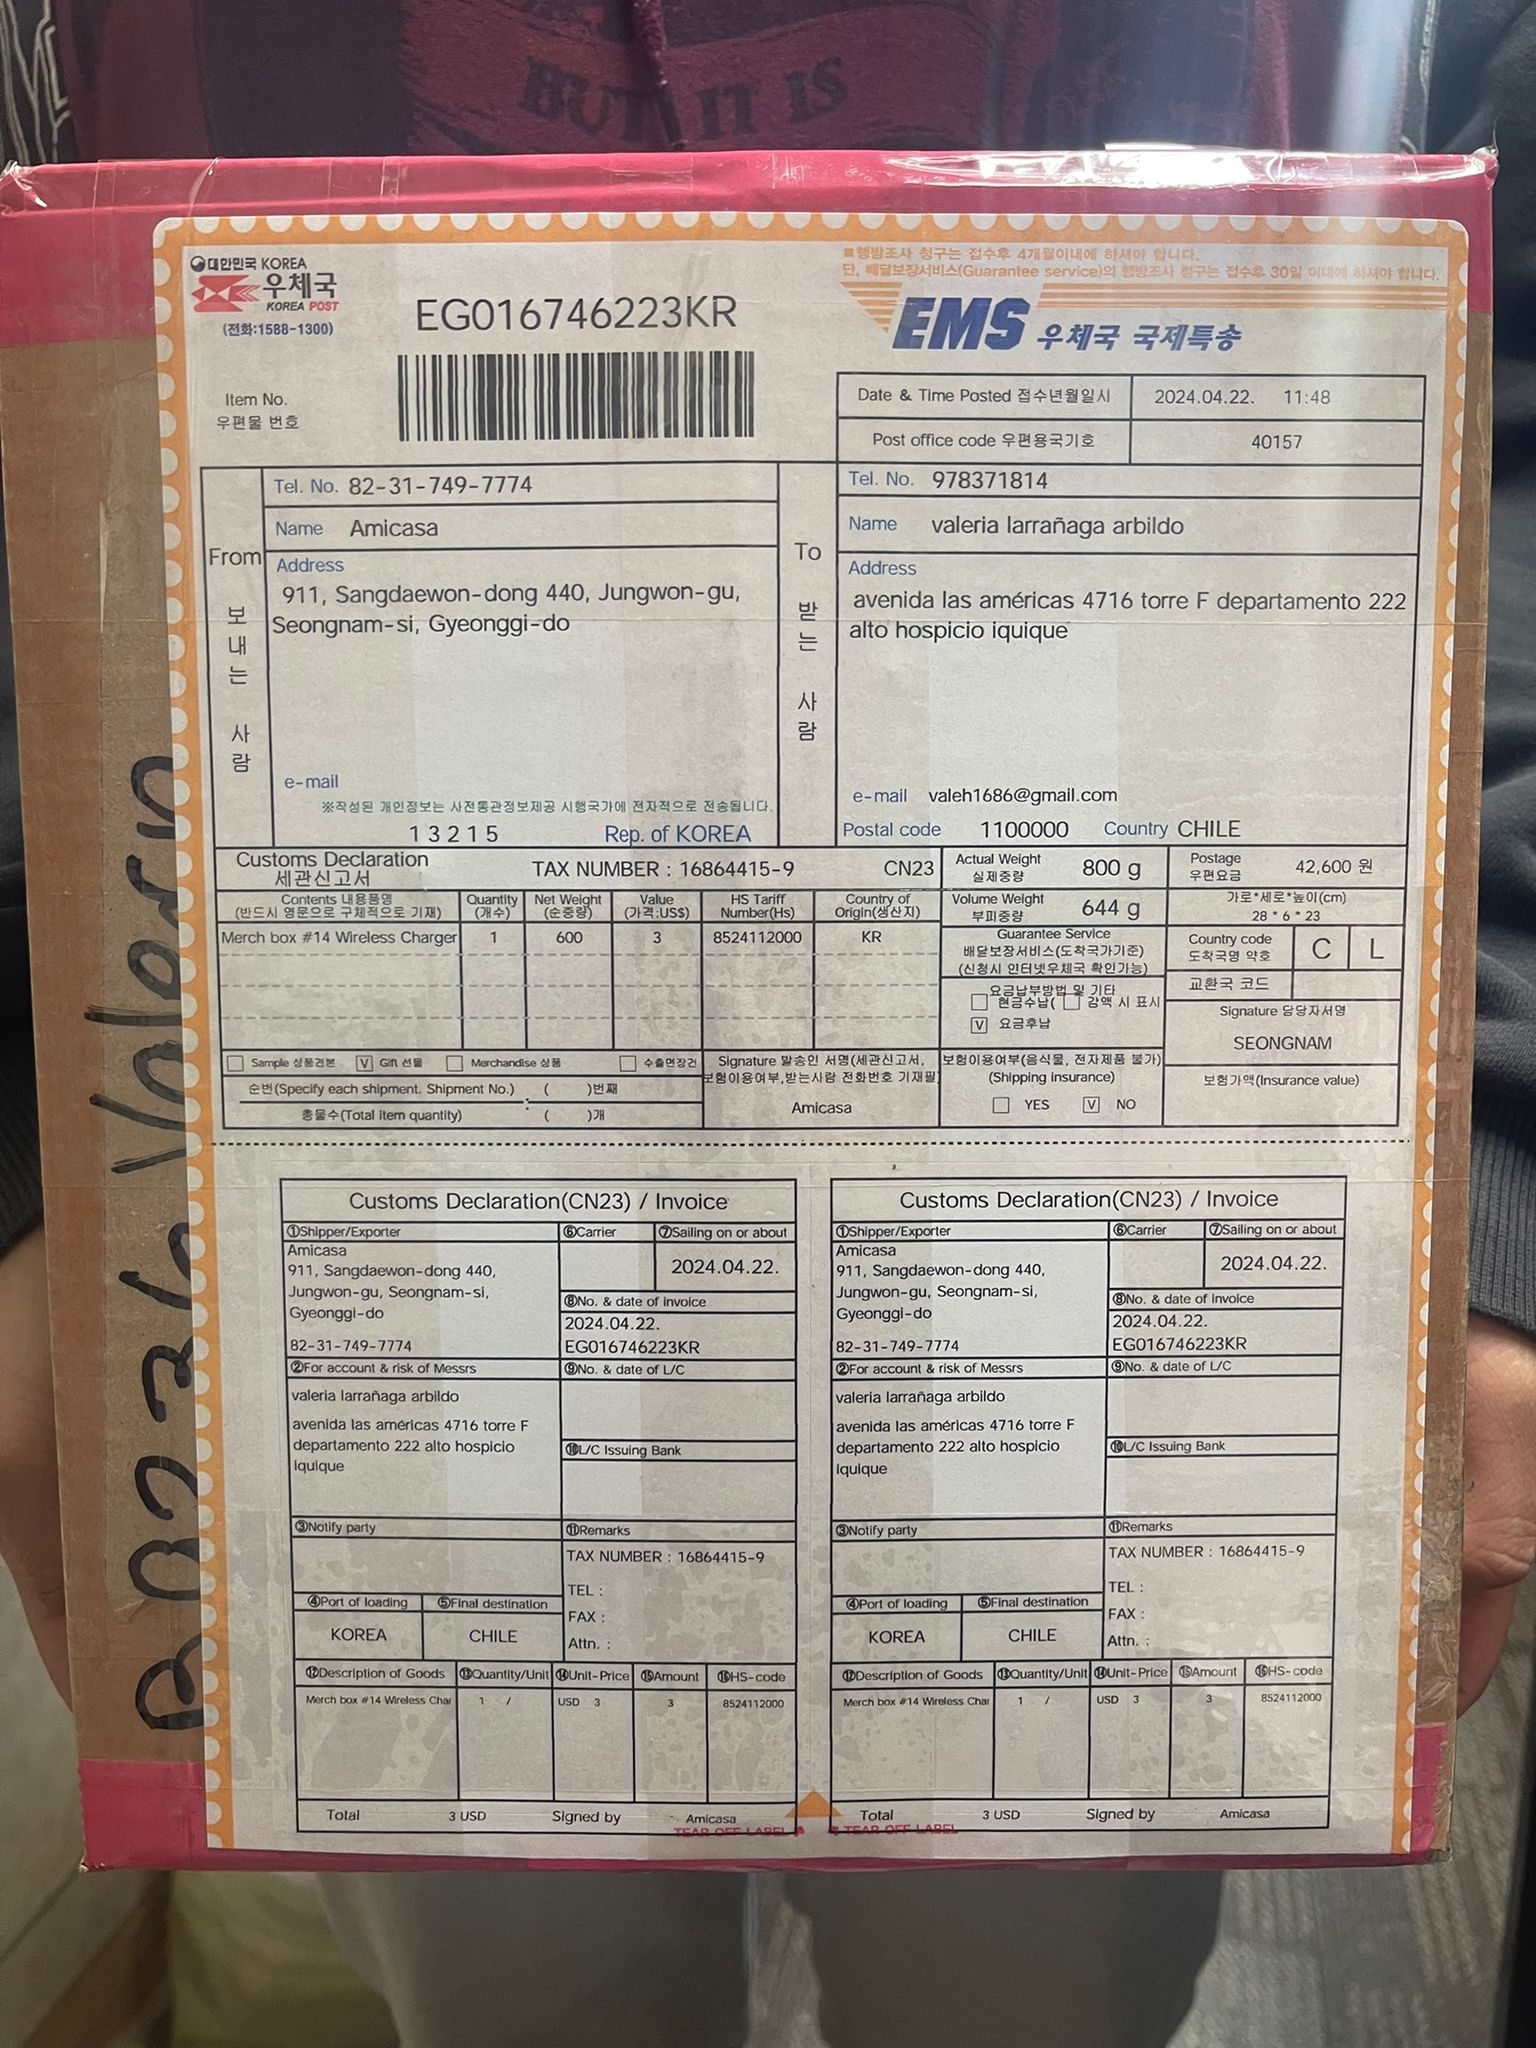 BUT IT IS
대한민국 KOREA
우체국
KOREA POST
(전화:1588-1300)
EG016746223KR
■행방조사 청구는 접수후 4개월이내에 하셔야 합니다.
단, 배달보장서비스(Guarantee service)의 행방조사 청구는 접수후 30일 이내에 하셔야 합니다.
EMS 우체국 국제특송
Item No.
우편물 번호
Date & Time Posted 접수년월일시 2024.04.22. 11:48
Post office code 우편용국기호 40157
From 보내는 사람
Tel. No. 82-31-749-7774
Name Amicasa
Address
911, Sangdaewon-dong 440, Jungwon-gu,
Seongnam-si, Gyeonggi-do
e-mail
※작성된 개인정보는 사전통관정보제공 시행국가에 전자적으로 전송됩니다.
13215 Rep. of KOREA
To 받는 사람
Tel. No. 978371814
Name valeria larrañaga arbildo
Address
avenida las américas 4716 torre F departamento 222
alto hospicio iquique
e-mail valeh1686@gmail.com
Postal code 1100000 Country CHILE
Customs Declaration
세관신고서
TAX NUMBER : 16864415-9 CN23
Contents 내용품명
(반드시 영문으로 구체적으로 기재)
Quantity
(개수)
Net Weight
(순중량)
Value
(가격:US$)
HS Tariff
Number(Hs)
Country of
Origin(생산지)
Merch box #14 Wireless Charger 1 600 3 8524112000 KR
Actual Weight
실제중량
800 g
Postage
우편요금
42,600 원
Volume Weight
부피중량
644 g
가로*세로*높이(cm)
28 * 6 * 23
Guarantee Service
배달보장서비스(도착국가기준)
(신청시 인터넷우체국 확인가능)
Country code
도착국명 약호
C L
요금납부방법 및 기타
현금수납( 감액 시 표시
V 요금후납
교환국 코드
Signature 담당자서명
SEONGNAM
Sample 상품견본 V Gift 선물 Merchandise 상품 수출면장건
순번(Specify each shipment. Shipment No.) : ( )번째
총물수(Total item quantity) ( )개
Signature 발송인 서명(세관신고서,
보험이용여부,받는사람 전화번호 기재필
Amicasa
보험이용여부(음식물, 전자제품 불가)
(Shipping insurance)
YES V NO
보험가액(Insurance value)
Customs Declaration(CN23) / Invoice
①Shipper/Exporter
Amicasa
911, Sangdaewon-dong 440,
Jungwon-gu, Seongnam-si,
Gyeonggi-do
82-31-749-7774
⑥Carrier ⑦Sailing on or about
2024.04.22.
⑧No. & date of invoice
2024.04.22.
EG016746223KR
②For account & risk of Messrs
valeria larrañaga arbildo
avenida las américas 4716 torre F
departamento 222 alto hospicio
iquique
⑨No. & date of L/C
⑩L/C Issuing Bank
③Notify party
⑪Remarks
TAX NUMBER : 16864415-9
TEL :
FAX :
Attn. :
④Port of loading ⑤Final destination
KOREA CHILE
⑫Description of Goods ⑬Quantity/Unit ⑭Unit-Price ⑮Amount ⑯HS-code
Merch box #14 Wireless Char 1 / USD 3 3 8524112000
Total 3 USD Signed by Amicasa
TEAR OFF LABEL
Customs Declaration(CN23) / Invoice
①Shipper/Exporter
Amicasa
911, Sangdaewon-dong 440,
Jungwon-gu, Seongnam-si,
Gyeonggi-do
82-31-749-7774
⑥Carrier ⑦Sailing on or about
2024.04.22.
⑧No. & date of invoice
2024.04.22.
EG016746223KR
②For account & risk of Messrs
valeria larrañaga arbildo
avenida las américas 4716 torre F
departamento 222 alto hospicio
iquique
⑨No. & date of L/C
⑩L/C Issuing Bank
③Notify party
⑪Remarks
TAX NUMBER : 16864415-9
TEL :
FAX :
Attn. :
④Port of loading ⑤Final destination
KOREA CHILE
⑫Description of Goods ⑬Quantity/Unit ⑭Unit-Price ⑮Amount ⑯HS-code
Merch box #14 Wireless Char 1 / USD 3 3 8524112000
Total 3 USD Signed by Amicasa
TEAR OFF LABEL